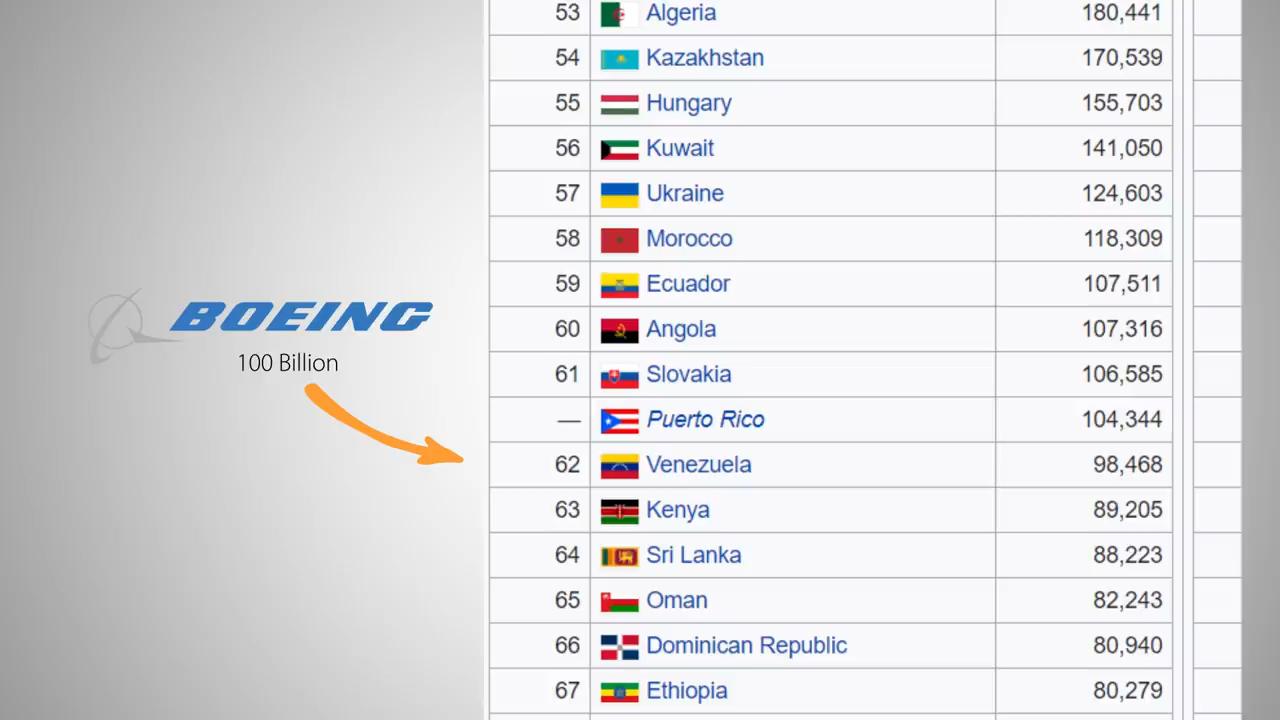 BOEING
100 Billion
53 Algeria 180,441
54 Kazakhstan 170,539
55 Hungary 155,703
56 Kuwait 141,050
57 Ukraine 124,603
58 Morocco 118,309
59 Ecuador 107,511
60 Angola 107,316
61 Slovakia 106,585
— Puerto Rico 104,344
62 Venezuela 98,468
63 Kenya 89,205
64 Sri Lanka 88,223
65 Oman 82,243
66 Dominican Republic 80,940
67 Ethiopia 80,279